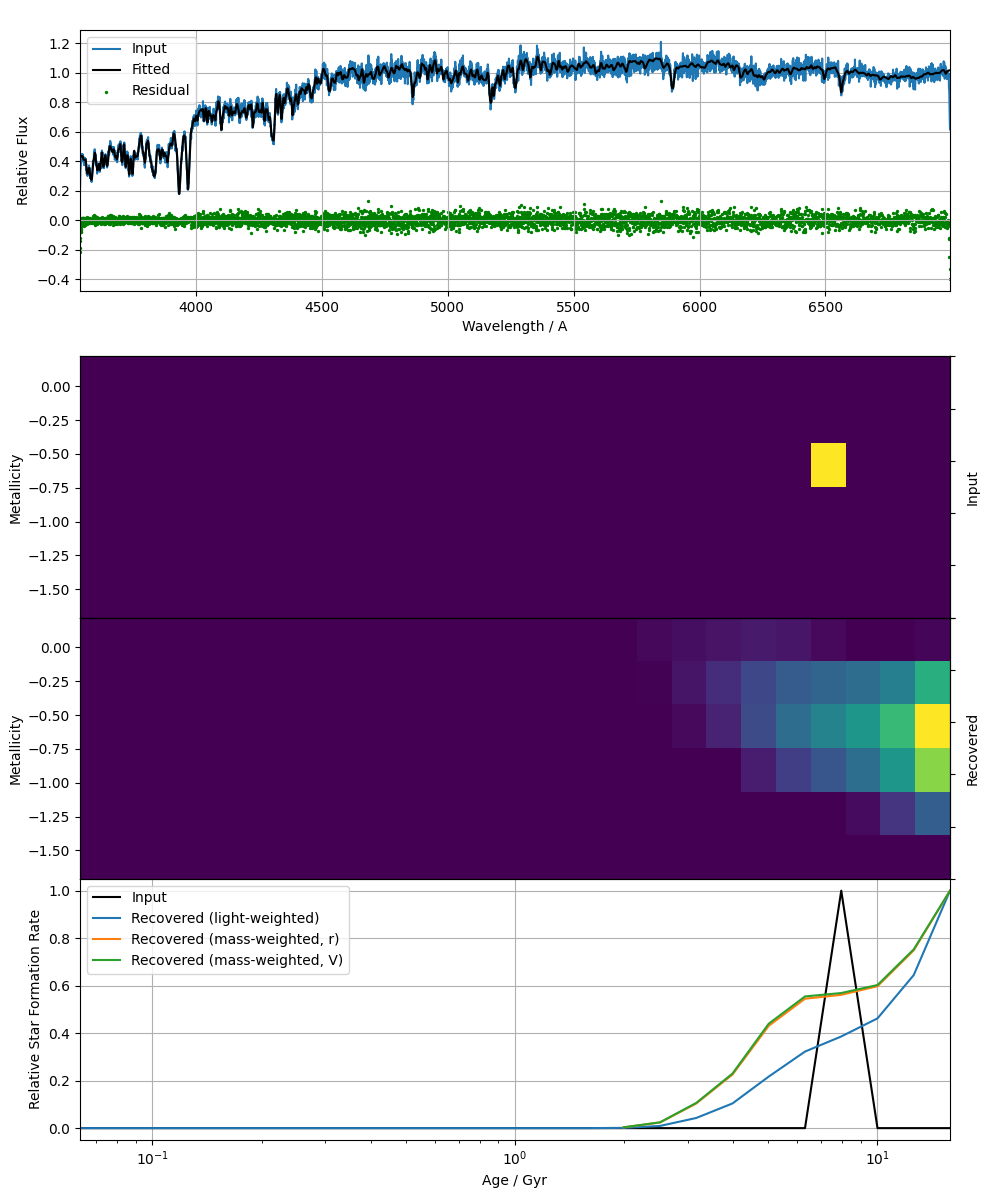 1.2
1.0
0.8
0.6
0.4
0.2
0.0
−0.2
−0.4
Relative Flux
Input
Fitted
Residual
4000
4500
5000
5500
6000
6500
Wavelength / A
0.00
−0.25
−0.50
−0.75
−1.00
−1.25
−1.50
Metallicity
Input
0.00
−0.25
−0.50
−0.75
−1.00
−1.25
−1.50
Metallicity
Recovered
1.0
0.8
0.6
0.4
0.2
0.0
Relative Star Formation Rate
Input
Recovered (light-weighted)
Recovered (mass-weighted, r)
Recovered (mass-weighted, V)
10⁻¹
10⁰
10¹
Age / Gyr